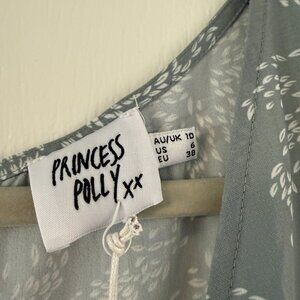 PRINCESS
POLLY xx
AU/UK 10
US 6
EU 38